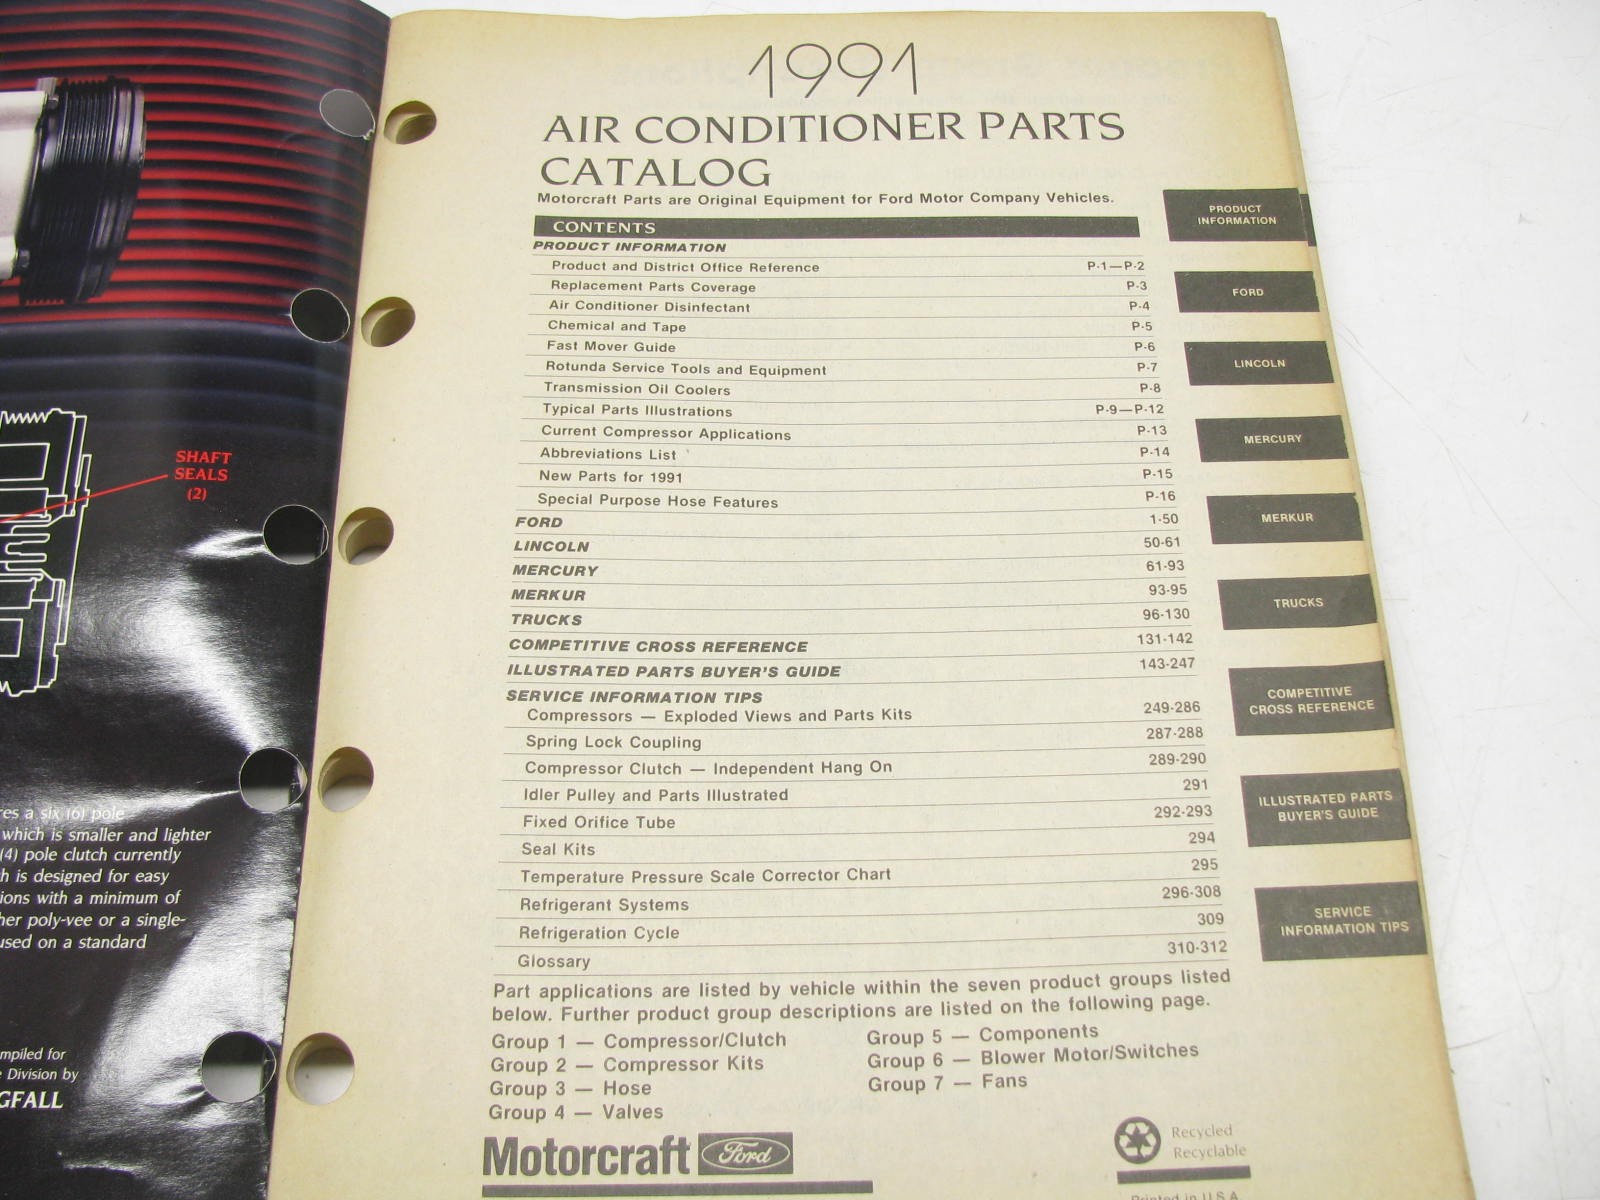 SHAFT
SEALS
(2)
a six (6) pole
which is smaller and lighter
(4) pole clutch currently
is designed for easy
with a minimum of
poly-vee or a single-
used on a standard
for
Division by
1991
AIR CONDITIONER PARTS
CATALOG
Motorcraft Parts are Original Equipment for Ford Motor Company Vehicles.
CONTENTS
PRODUCT INFORMATION
Product and District Office Reference P-1—P-2
Replacement Parts Coverage P-3
Air Conditioner Disinfectant P-4
Chemical and Tape P-5
Fast Mover Guide P-6
Rotunda Service Tools and Equipment P-7
Transmission Oil Coolers P-8
Typical Parts Illustrations P-9—P-12
Current Compressor Applications P-13
Abbreviations List P-14
New Parts for 1991 P-15
Special Purpose Hose Features P-16
FORD 1-50
LINCOLN 50-61
MERCURY 61-93
MERKUR 93-95
TRUCKS 96-130
COMPETITIVE CROSS REFERENCE 131-142
ILLUSTRATED PARTS BUYER'S GUIDE 143-247
SERVICE INFORMATION TIPS
Compressors — Exploded Views and Parts Kits 249-286
Spring Lock Coupling 287-288
Compressor Clutch — Independent Hang On 289-290
Idler Pulley and Parts Illustrated 291
Fixed Orifice Tube 292-293
Seal Kits 294
Temperature Pressure Scale Corrector Chart 295
Refrigerant Systems 296-308
Refrigeration Cycle 309
Glossary 310-312
Part applications are listed by vehicle within the seven product groups listed
below. Further product group descriptions are listed on the following page.
Group 1 — Compressor/Clutch
Group 2 — Compressor Kits
Group 3 — Hose
Group 4 — Valves
Group 5 — Components
Group 6 — Blower Motor/Switches
Group 7 — Fans
Motorcraft Ford
Recycled
Recyclable
Printed in U.S.A.
PRODUCT
INFORMATION
FORD
LINCOLN
MERCURY
MERKUR
TRUCKS
COMPETITIVE
CROSS REFERENCE
ILLUSTRATED PARTS
BUYER'S GUIDE
SERVICE
INFORMATION TIPS